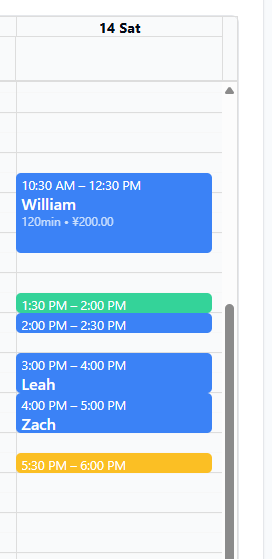 14 Sat
10:30 AM – 12:30 PM
William
120min • ¥200.00
1:30 PM – 2:00 PM
2:00 PM – 2:30 PM
3:00 PM – 4:00 PM
Leah
4:00 PM – 5:00 PM
Zach
5:30 PM – 6:00 PM